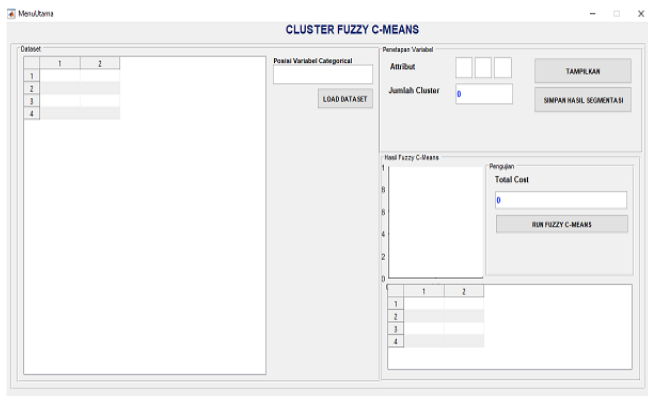 MenuUtama
CLUSTER FUZZY C-MEANS
Dataset
1 2
1
2
3
4
Posisi Variabel Categorical
LOAD DATASET
Penetapan Variabel
Attribut
Jumlah Cluster
0
TAMPILKAN
SIMPAN HASIL SEGMENTASI
Hasil Fuzzy C-Means
1
8
6
4
2
0
Pengujian
Total Cost
0
RUN FUZZY C-MEANS
1 2
1
2
3
4